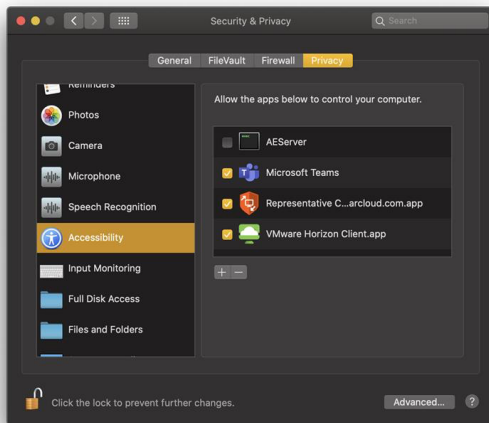 Security & Privacy
Search
General
FileVault
Firewall
Privacy
Reminders
Photos
Camera
Microphone
Speech Recognition
Accessibility
Input Monitoring
Full Disk Access
Files and Folders
Allow the apps below to control your computer.
AEServer
Microsoft Teams
Representative C...arcloud.com.app
VMware Horizon Client.app
+
−
Click the lock to prevent further changes.
Advanced...
?